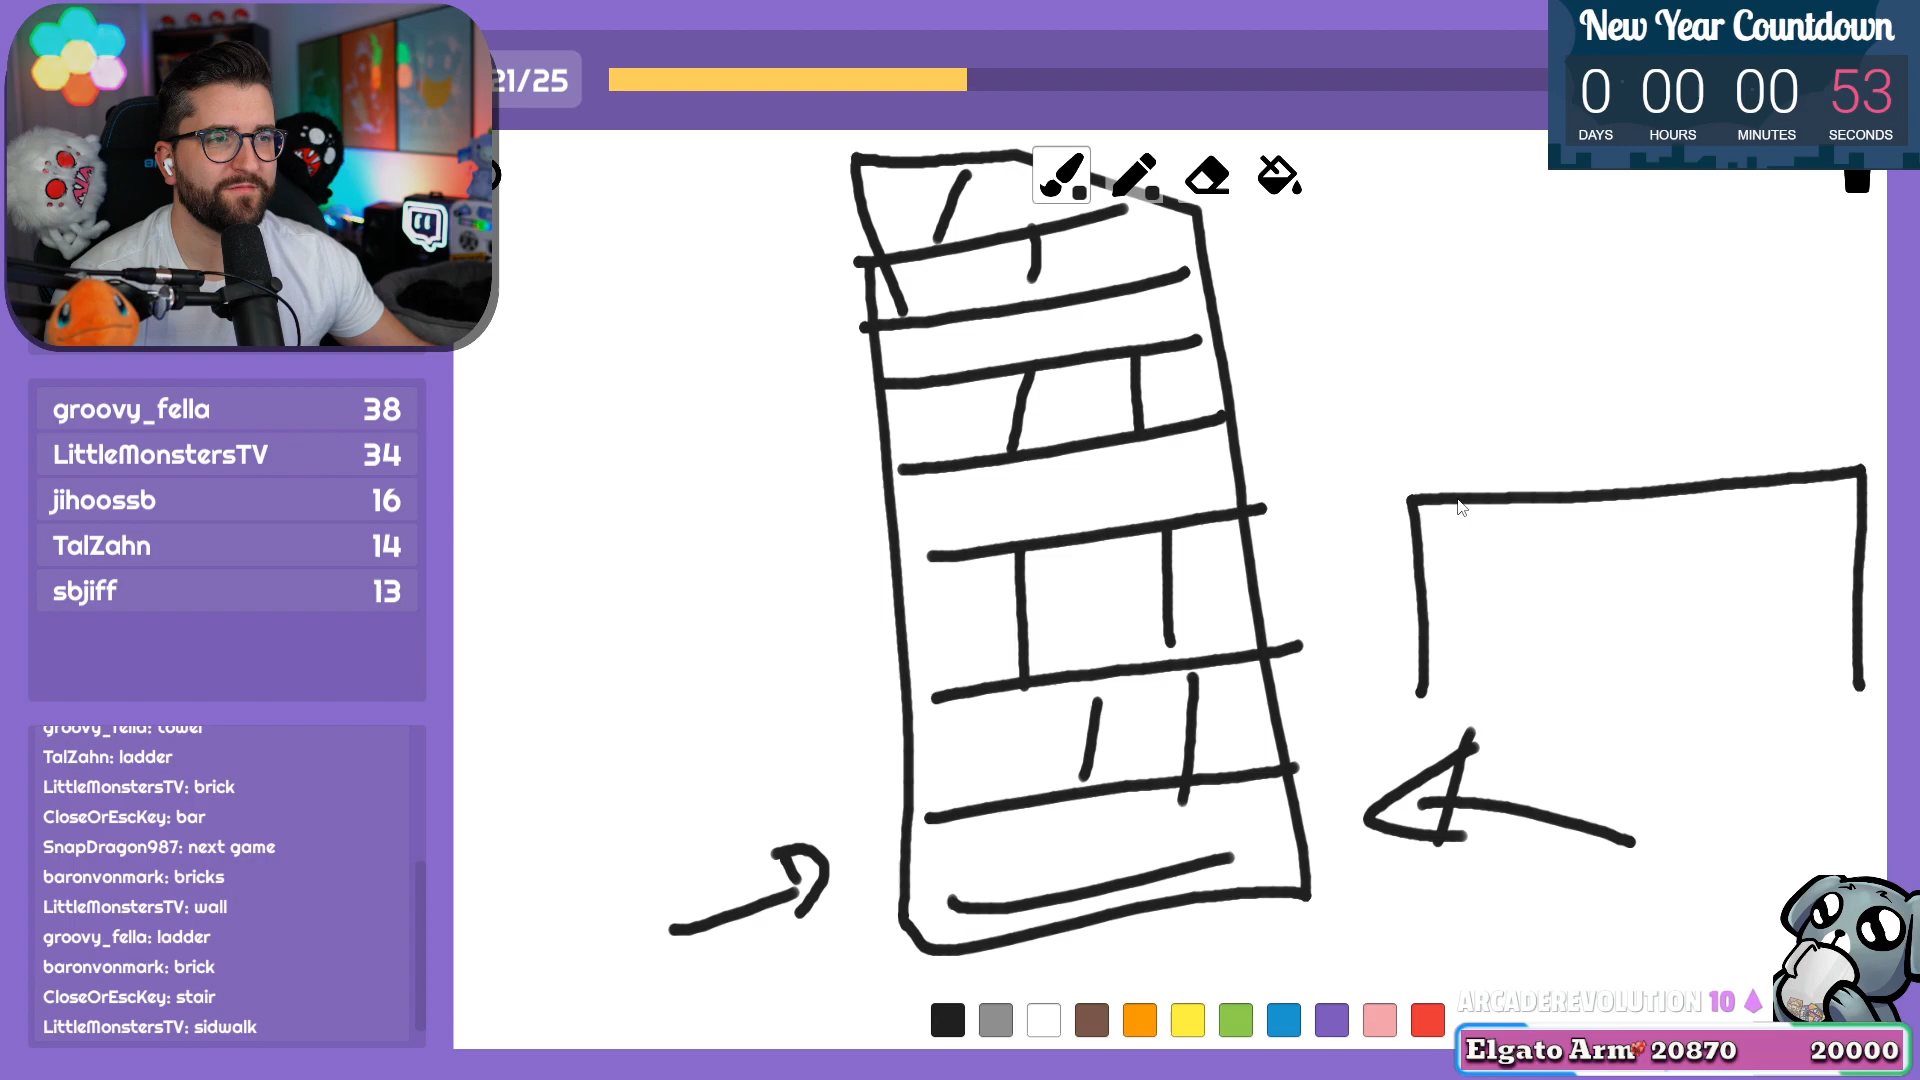 21/25
New Year Countdown
0 00 00 53
DAYS HOURS MINUTES SECONDS
groovy_fella 38
LittleMonstersTV 34
jihoossb 16
TalZahn 14
sbjiff 13
groovy_fella: tower
TalZahn: ladder
LittleMonstersTV: brick
CloseOrEscKey: bar
SnapDragon987: next game
baronvonmark: bricks
LittleMonstersTV: wall
groovy_fella: ladder
baronvonmark: brick
CloseOrEscKey: stair
LittleMonstersTV: sidwalk
ARCADEREVOLUTION 10
Elgato Arm 20870 20000